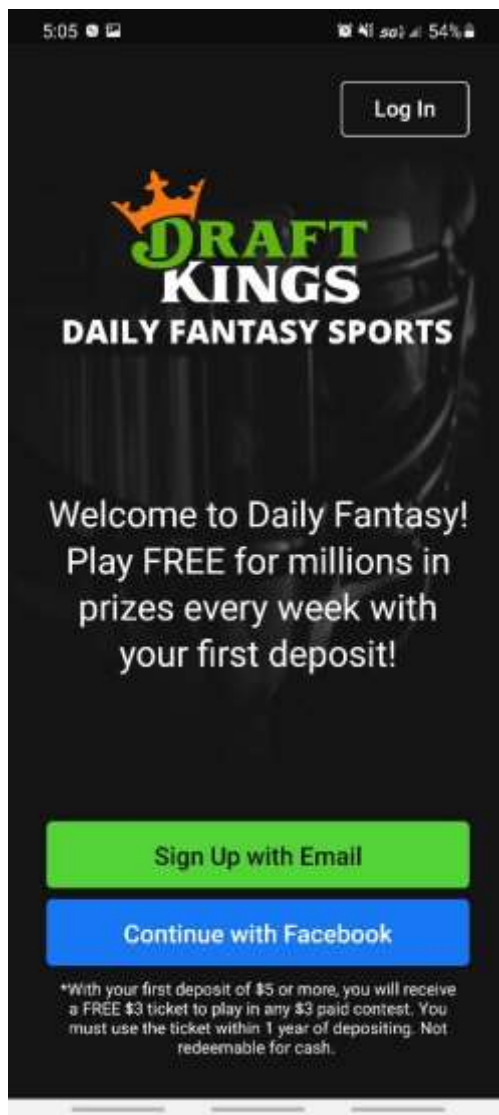 5:05 54%
Log In
DRAFT
KINGS
DAILY FANTASY SPORTS
Welcome to Daily Fantasy!
Play FREE for millions in
prizes every week with
your first deposit!
Sign Up with Email
Continue with Facebook
*With your first deposit of $5 or more, you will receive
a FREE $3 ticket to play in any $3 paid contest. You
must use the ticket within 1 year of depositing. Not
redeemable for cash.